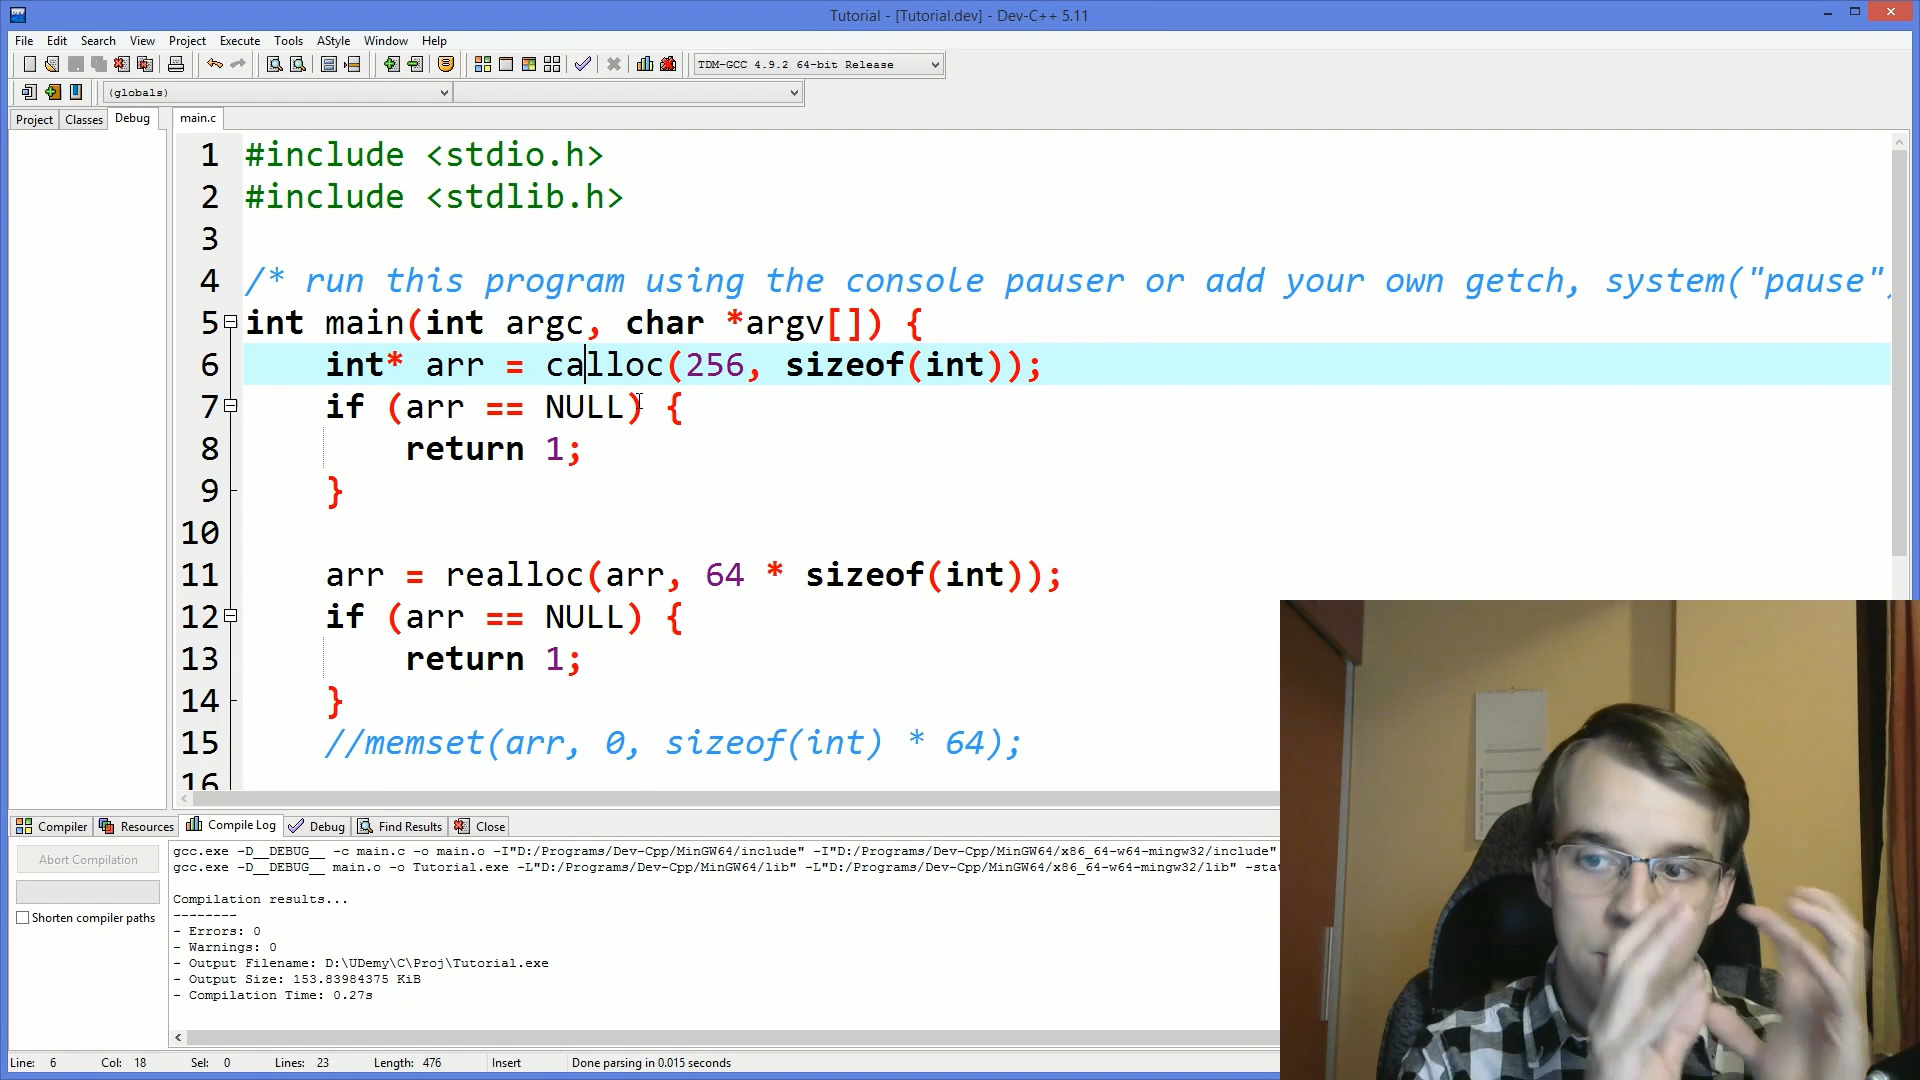 Tutorial - [Tutorial.dev] - Dev-C++ 5.11
File Edit Search View Project Execute Tools AStyle Window Help
TDM-GCC 4.9.2 64-bit Release
(globals)
Project Classes Debug main.c
1 #include <stdio.h>
2 #include <stdlib.h>
3
4 /* run this program using the console pauser or add your own getch, system("pause")
5 int main(int argc, char *argv[]) {
6 int* arr = calloc(256, sizeof(int));
7 if (arr == NULL) {
8 return 1;
9 }
10
11 arr = realloc(arr, 64 * sizeof(int));
12 if (arr == NULL) {
13 return 1;
14 }
15 //memset(arr, 0, sizeof(int) * 64);
16
Compiler Resources Compile Log Debug Find Results Close
Abort Compilation
Shorten compiler paths
gcc.exe -D__DEBUG__ -c main.c -o main.o -I"D:/Programs/Dev-Cpp/MinGW64/include" -I"D:/Programs/Dev-Cpp/MinGW64/x86_64-w64-mingw32/include"
gcc.exe -D__DEBUG__ main.o -o Tutorial.exe -L"D:/Programs/Dev-Cpp/MinGW64/lib" -L"D:/Programs/Dev-Cpp/MinGW64/x86_64-w64-mingw32/lib" -stat
Compilation results...
--------
- Errors: 0
- Warnings: 0
- Output Filename: D:\UDemy\C\Proj\Tutorial.exe
- Output Size: 153.83984375 KiB
- Compilation Time: 0.27s
Line: 6 Col: 18 Sel: 0 Lines: 23 Length: 476 Insert Done parsing in 0.015 seconds